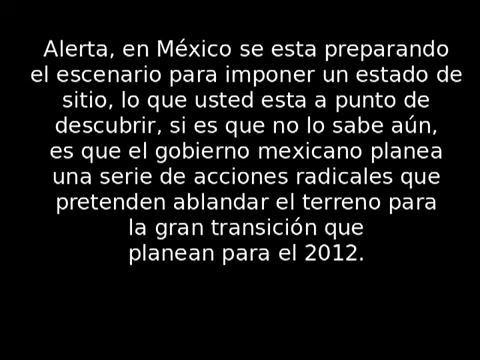 Alerta, en México se esta preparando
el escenario para imponer un estado de
sitio, lo que usted esta a punto de
descubrir, si es que no lo sabe aún,
es que el gobierno mexicano planea
una serie de acciones radicales que
pretenden ablandar el terreno para
la gran transición que
planean para el 2012.